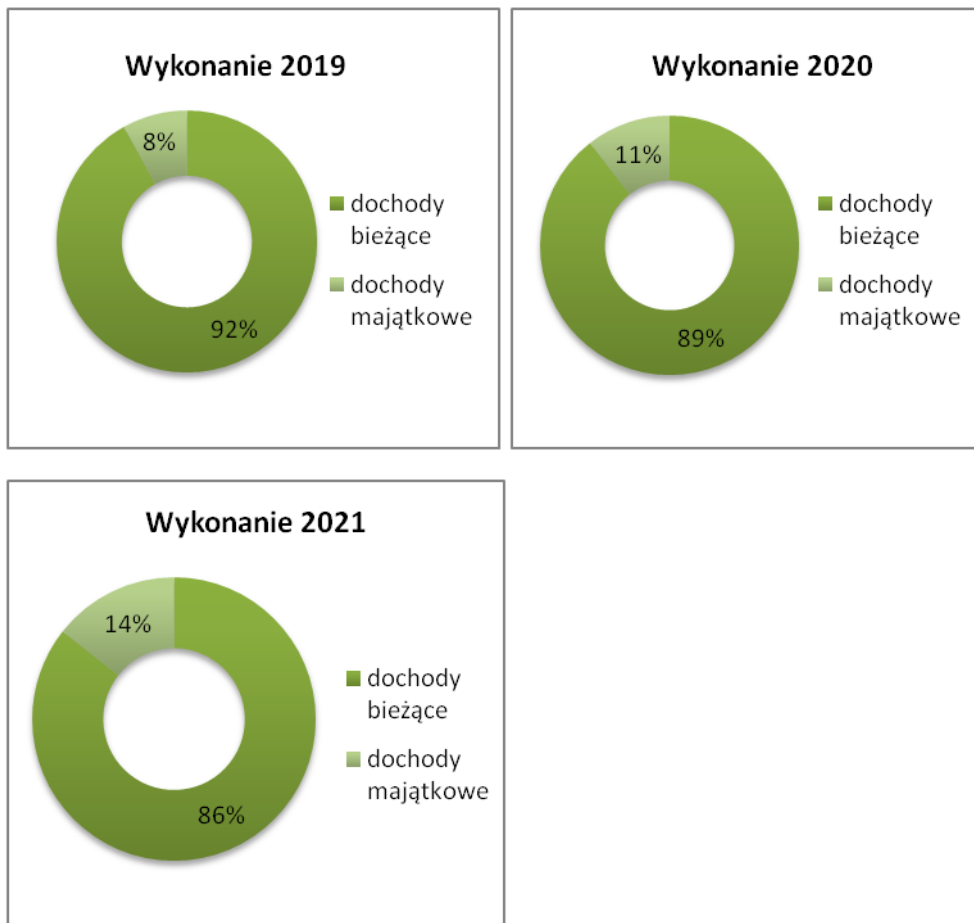 Wykonanie 2019
8%
92%
dochody
bieżące
dochody
majątkowe
Wykonanie 2020
11%
89%
dochody
bieżące
dochody
majątkowe
Wykonanie 2021
14%
86%
dochody
bieżące
dochody
majątkowe